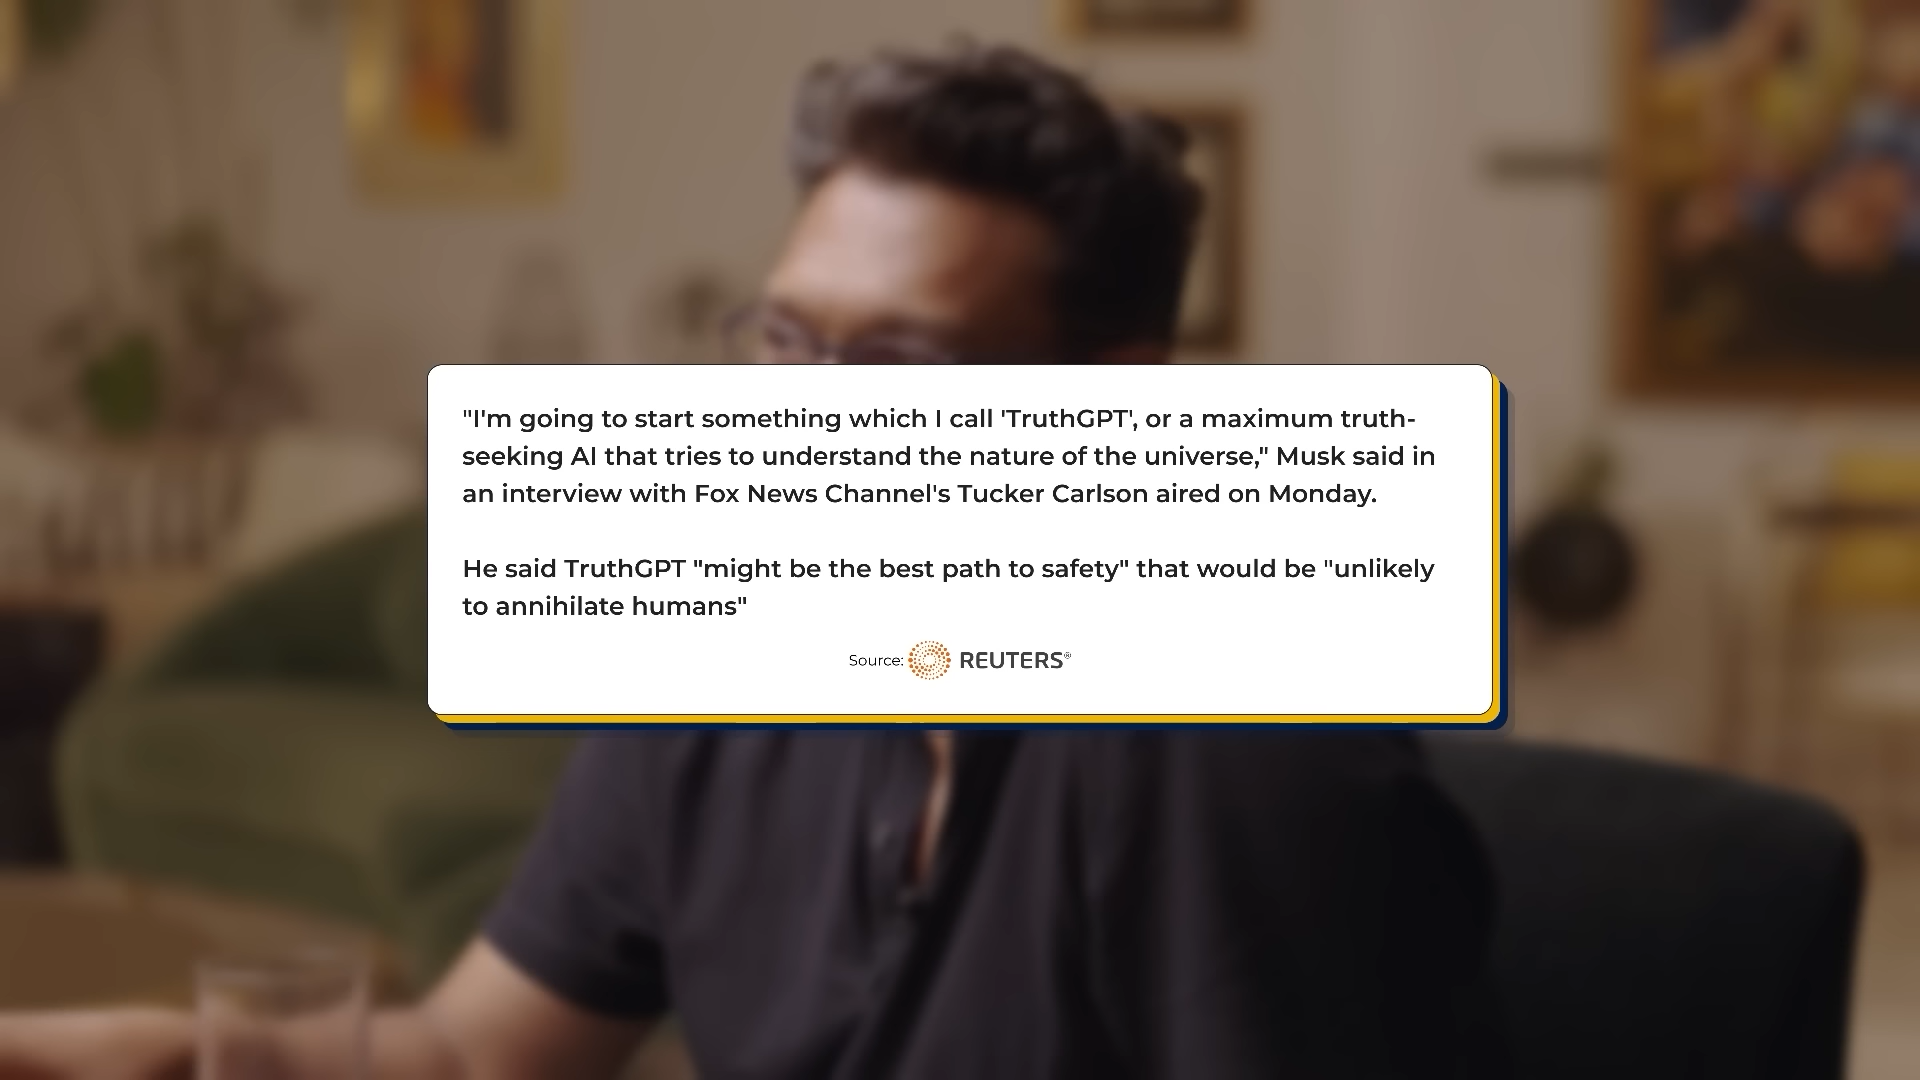 "I'm going to start something which I call 'TruthGPT', or a maximum truth-
seeking AI that tries to understand the nature of the universe," Musk said in
an interview with Fox News Channel's Tucker Carlson aired on Monday.
He said TruthGPT "might be the best path to safety" that would be "unlikely
to annihilate humans"
Source: REUTERS®